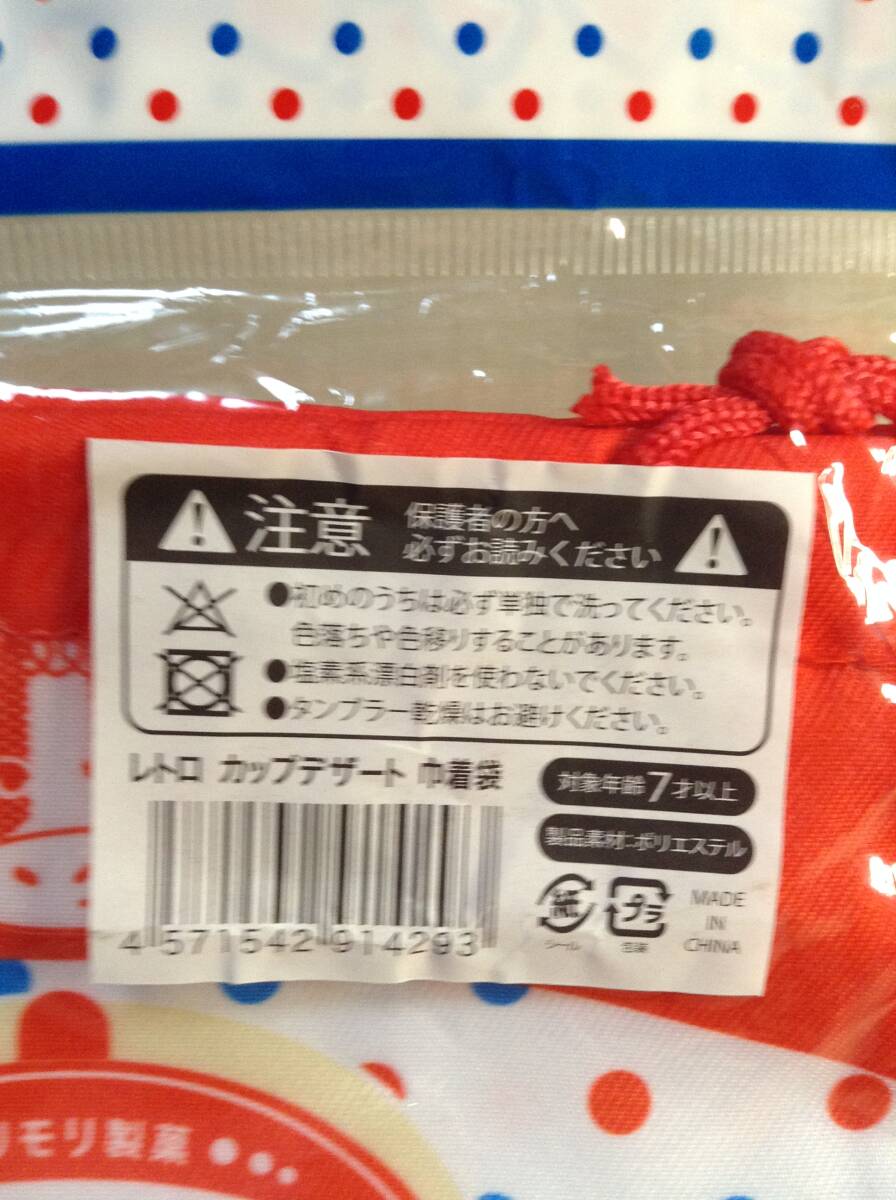 注意
保護者の方へ
必ずお読みください
●初めのうちは必ず単独で洗ってください。
色落ちや色移りすることがあります。
●塩素系漂白剤を使わないでください。
●タンブラー乾燥はお避けください。
レトロ カップデザート 巾着袋
対象年齢7才以上
製品素材:ポリエステル
4 571542 914293
紙
シール
プラ
包装
MADE
IN
CHINA
モリ製菓